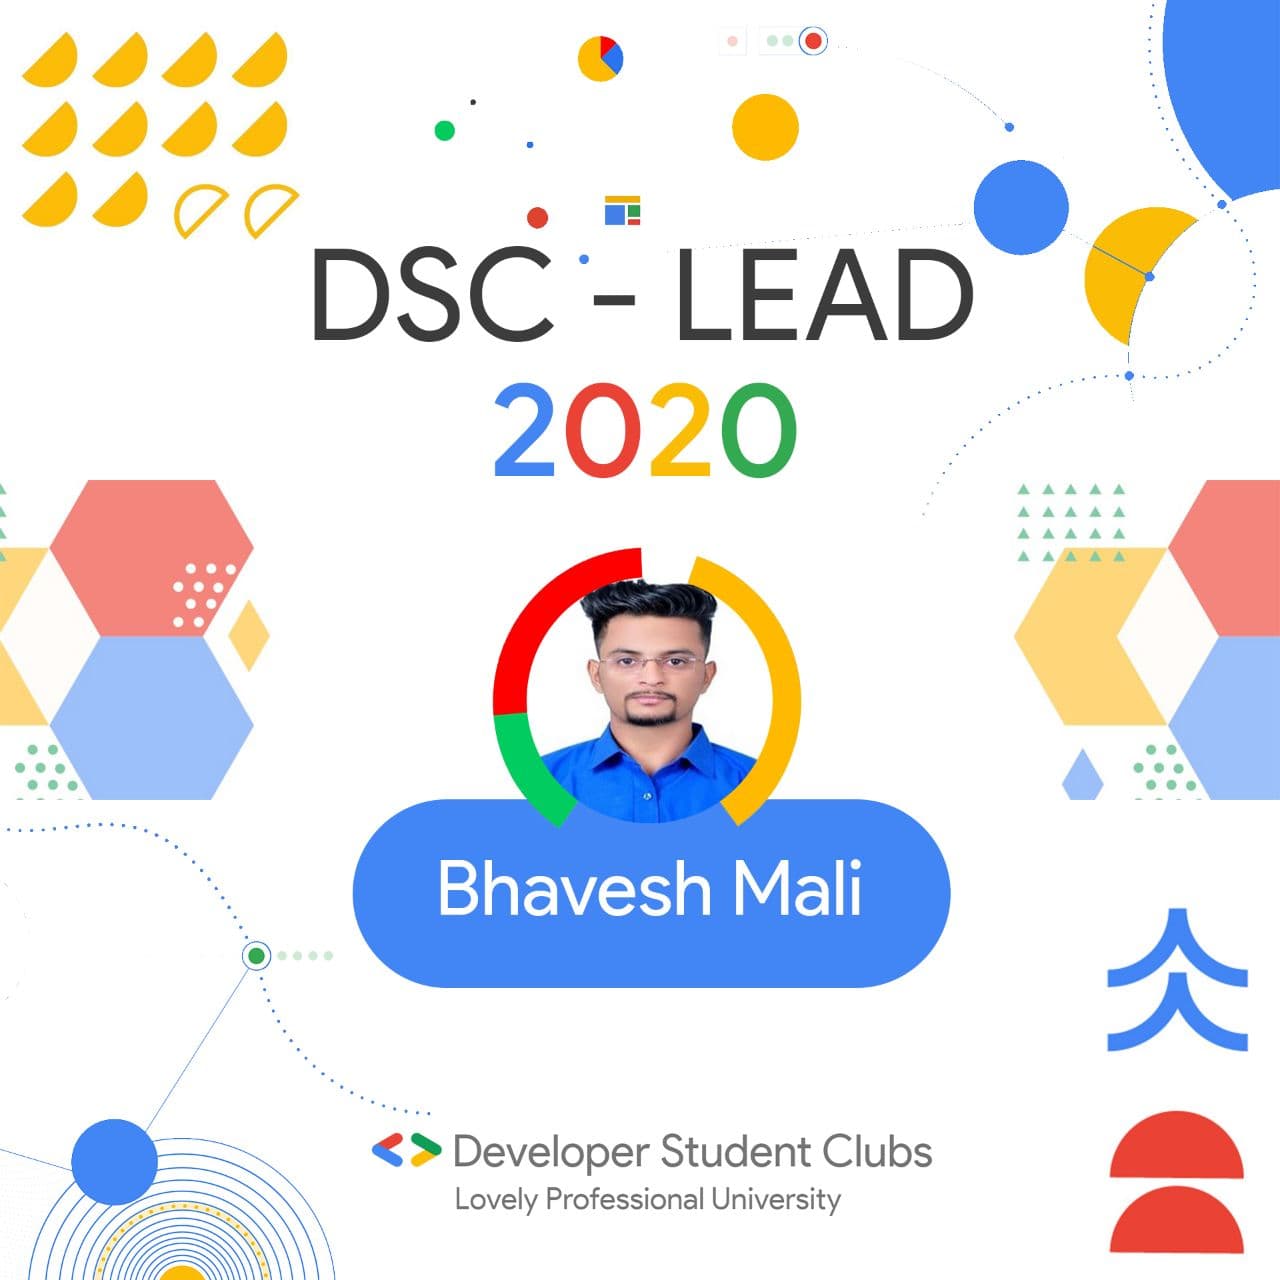 DSC - LEAD
2020
Bhavesh Mali
Developer Student Clubs
Lovely Professional University